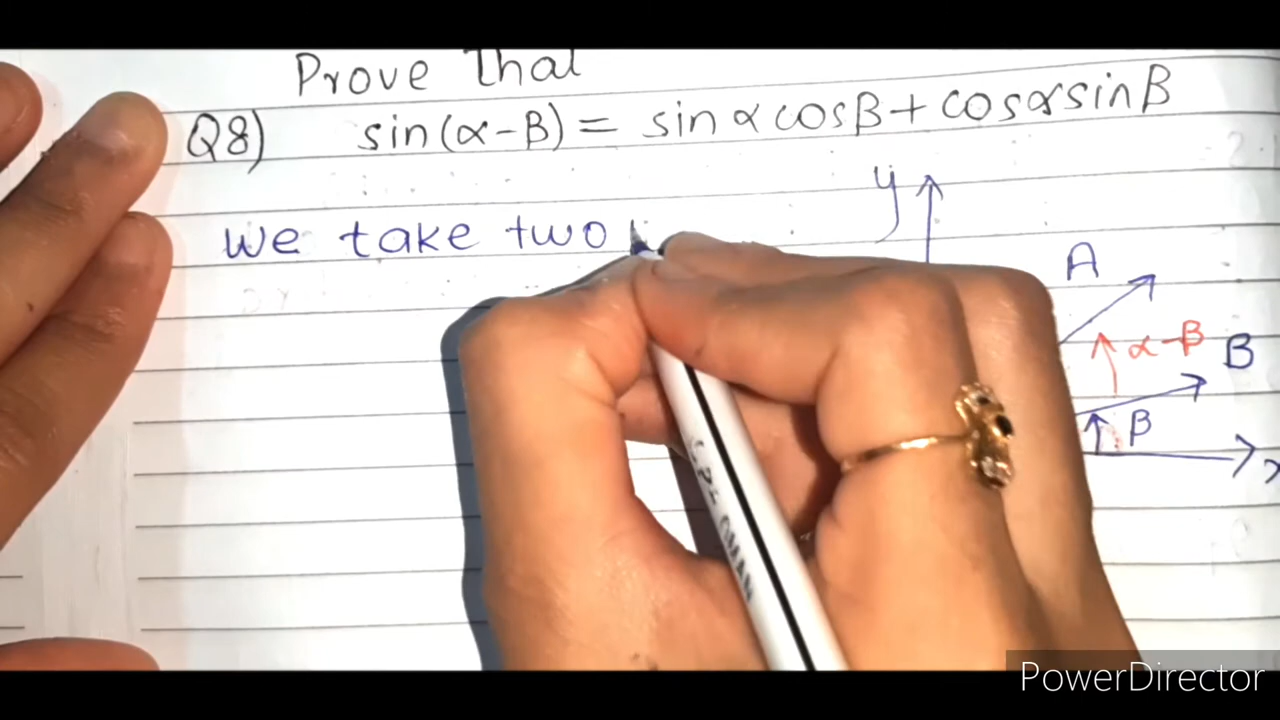 Prove That
Q8) sin(α-β) = sinαcosβ+cosαsinβ
We take two
y
A
α-β
B
β
x
PowerDirector